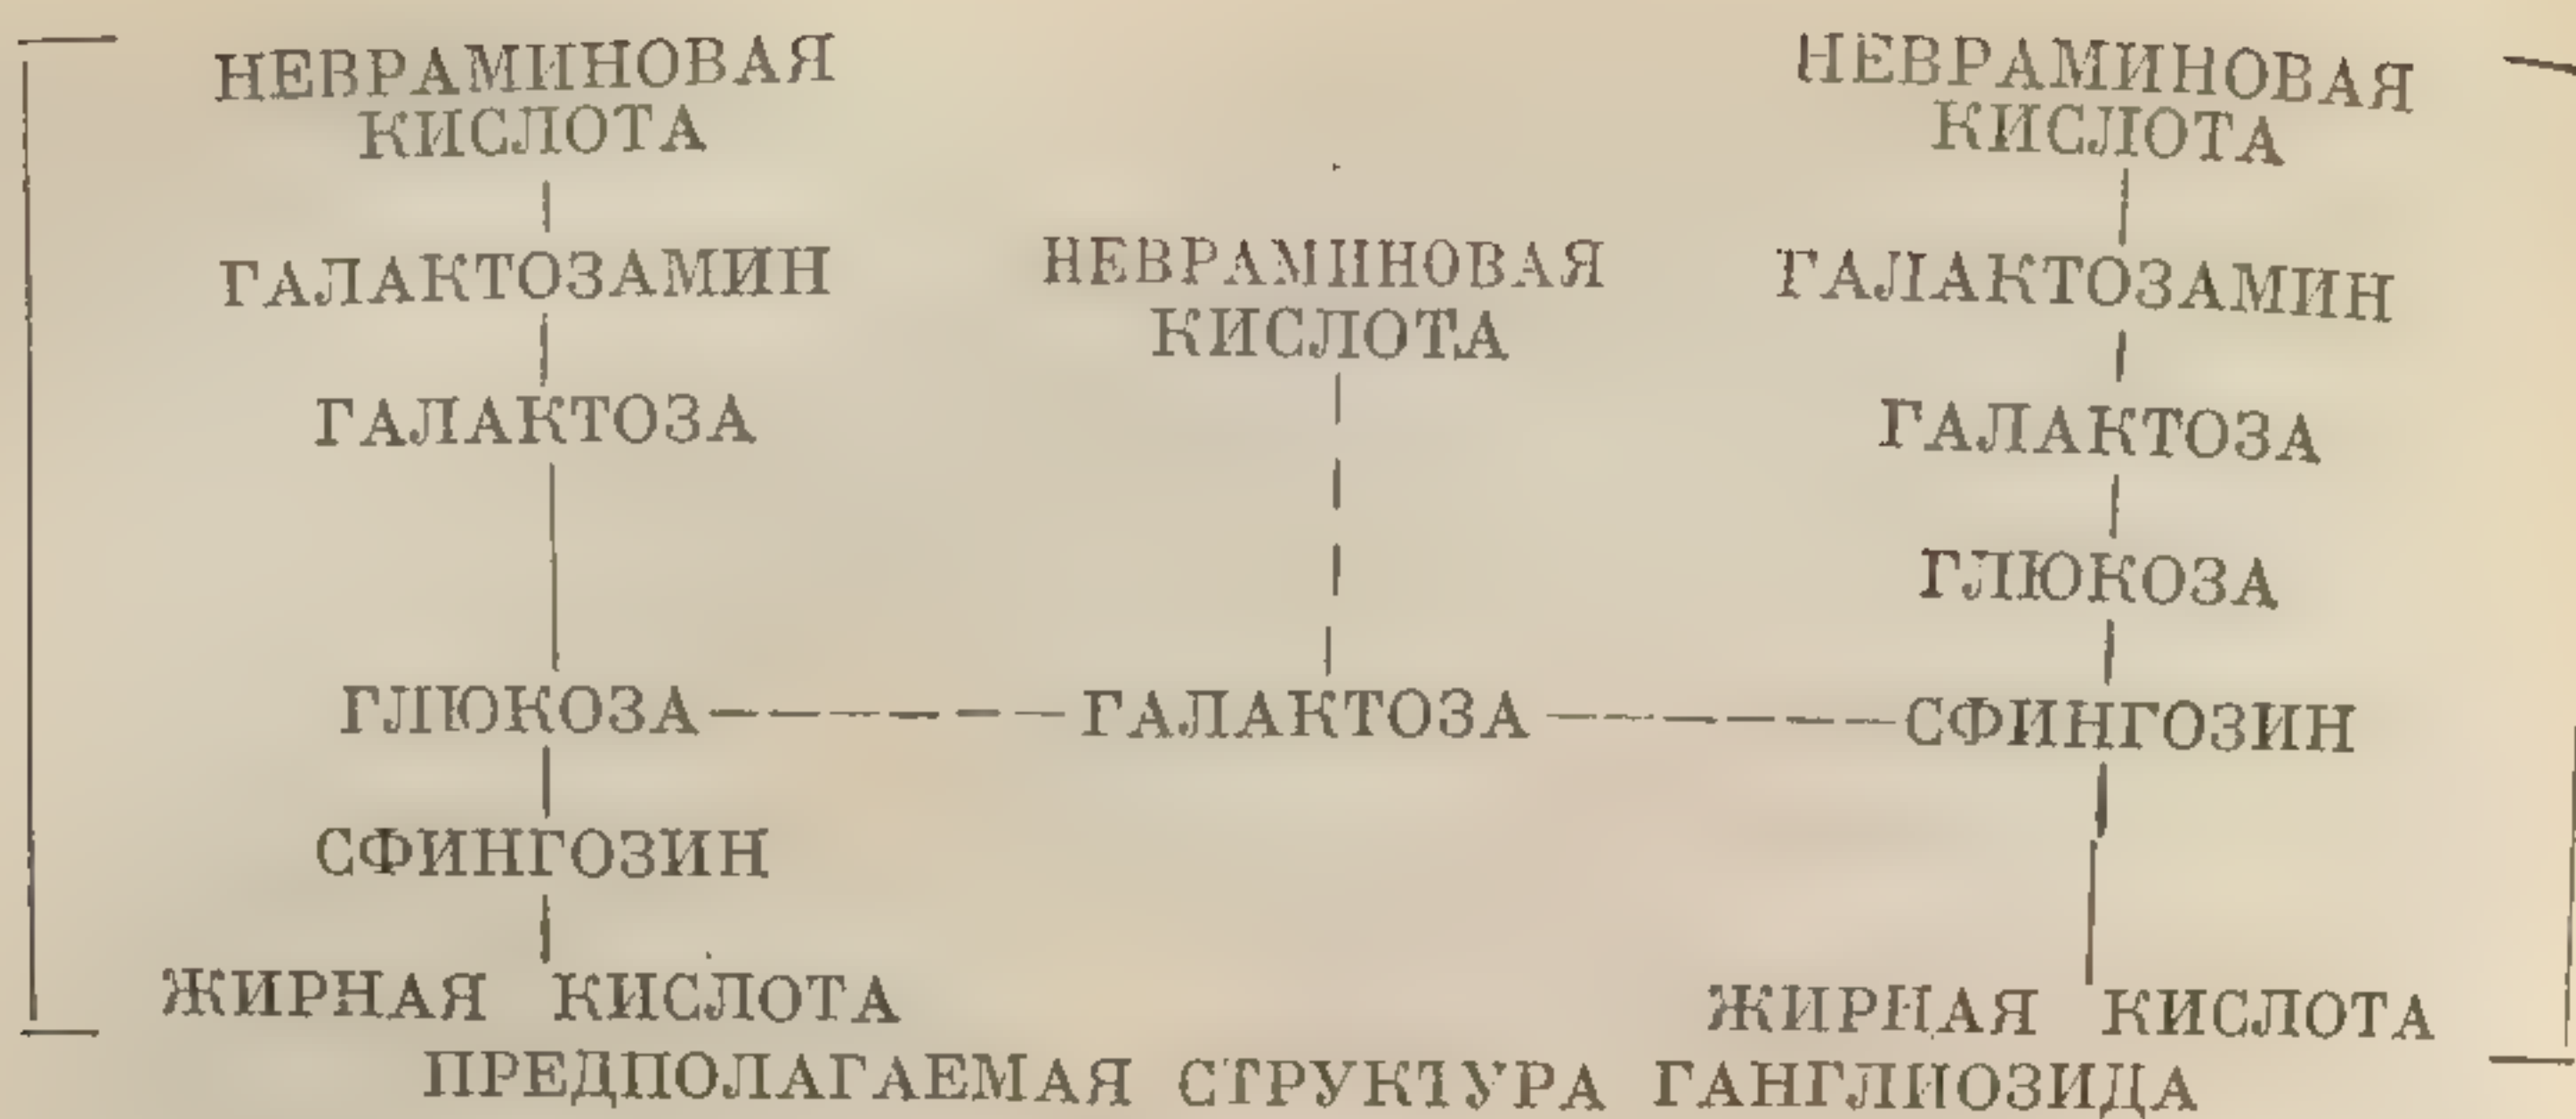 НЕВРАМИНОВАЯ
КИСЛОТА
ГАЛАКТОЗАМИН
ГАЛАКТОЗА
ГЛЮКОЗА
СФИНГОЗИН
ЖИРНАЯ КИСЛОТА
НЕВРАМИНОВАЯ
КИСЛОТА
ГАЛАКТОЗА
НЕВРАМИНОВАЯ
КИСЛОТА
ГАЛАКТОЗАМИН
ГАЛАКТОЗА
ГЛЮКОЗА
СФИНГОЗИН
ЖИРНАЯ КИСЛОТА
ПРЕДПОЛАГАЕМАЯ СТРУКТУРА ГАНГЛИОЗИДА